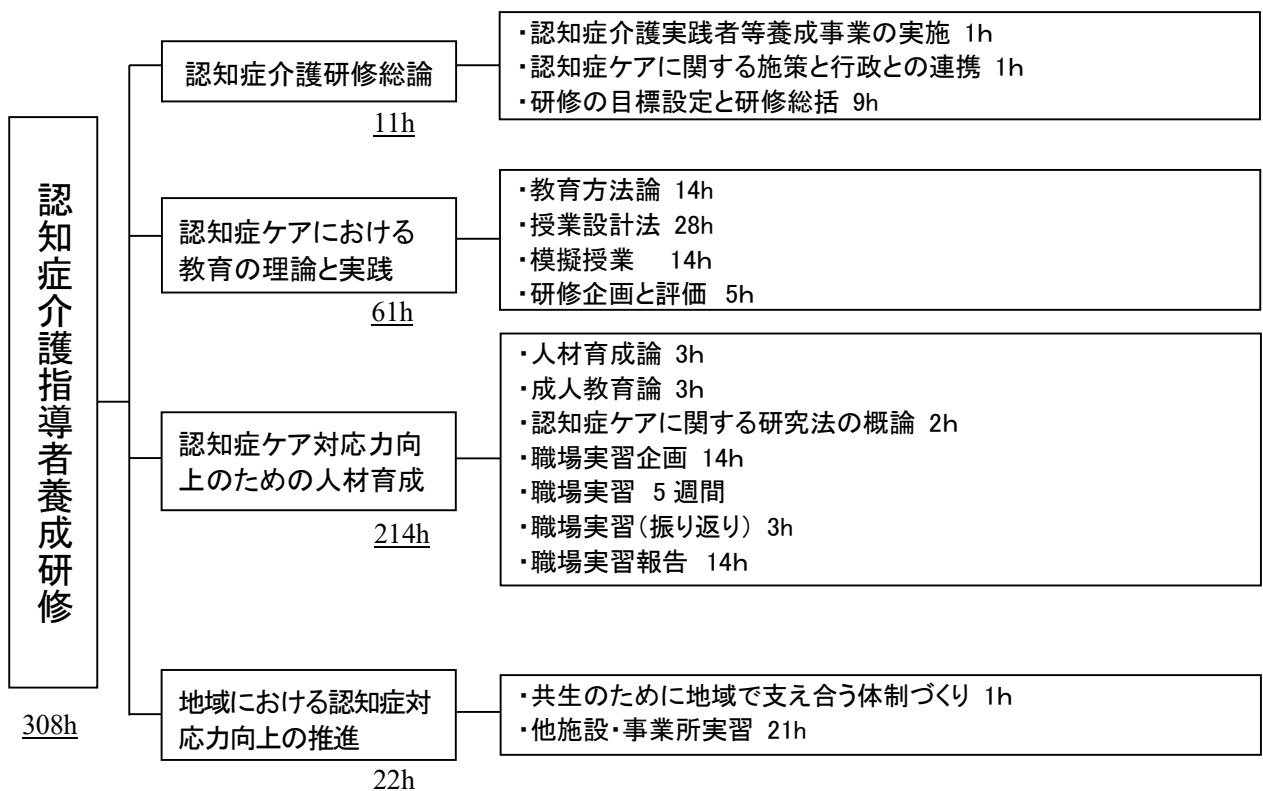 認知症介護指導者養成研修
308h
認知症介護研修総論
11h
・認知症介護実践者等養成事業の実施 1h
・認知症ケアに関する施策と行政との連携 1h
・研修の目標設定と研修総括 9h
認知症ケアにおける
教育の理論と実践
61h
・教育方法論 14h
・授業設計法 28h
・模擬授業 14h
・研修企画と評価 5h
認知症ケア対応力向
上のための人材育成
214h
・人材育成論 3h
・成人教育論 3h
・認知症ケアに関する研究法の概論 2h
・職場実習企画 14h
・職場実習 5週間
・職場実習(振り返り) 3h
・職場実習報告 14h
地域における認知症対
応力向上の推進
22h
・共生のために地域で支え合う体制づくり 1h
・他施設・事業所実習 21h